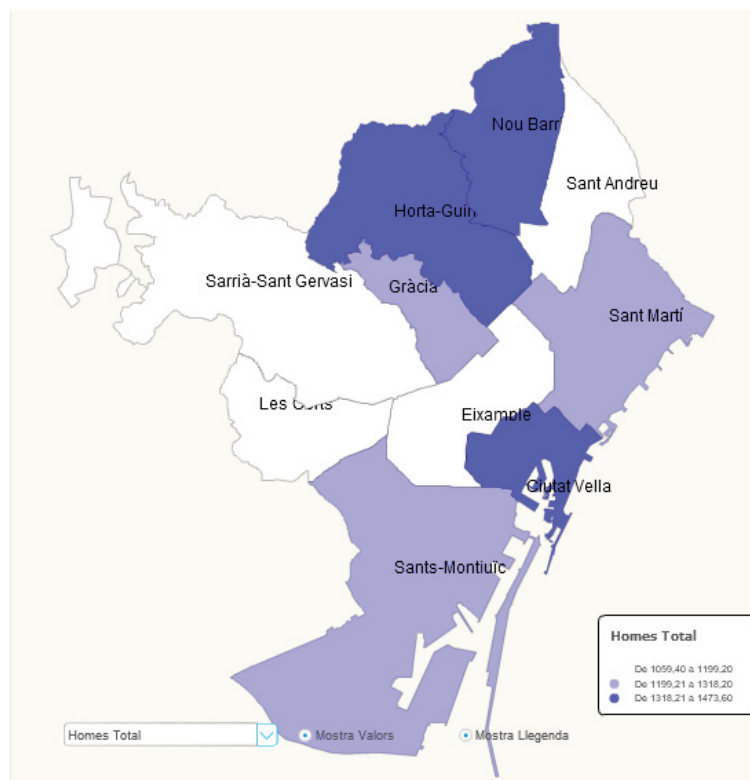 Nou Barr
Sant Andreu
Horta-Guin
Sarrià-Sant Gervasi
Gràcia
Sant Martí
Les Corts
Eixample
Ciutat Vella
Sants-Montiuïc
Homes Total
De 1059,40 a 1199,20
De 1199,21 a 1318,20
De 1318,21 a 1473,60
Homes Total
Mostra Valors
Mostra Llegenda